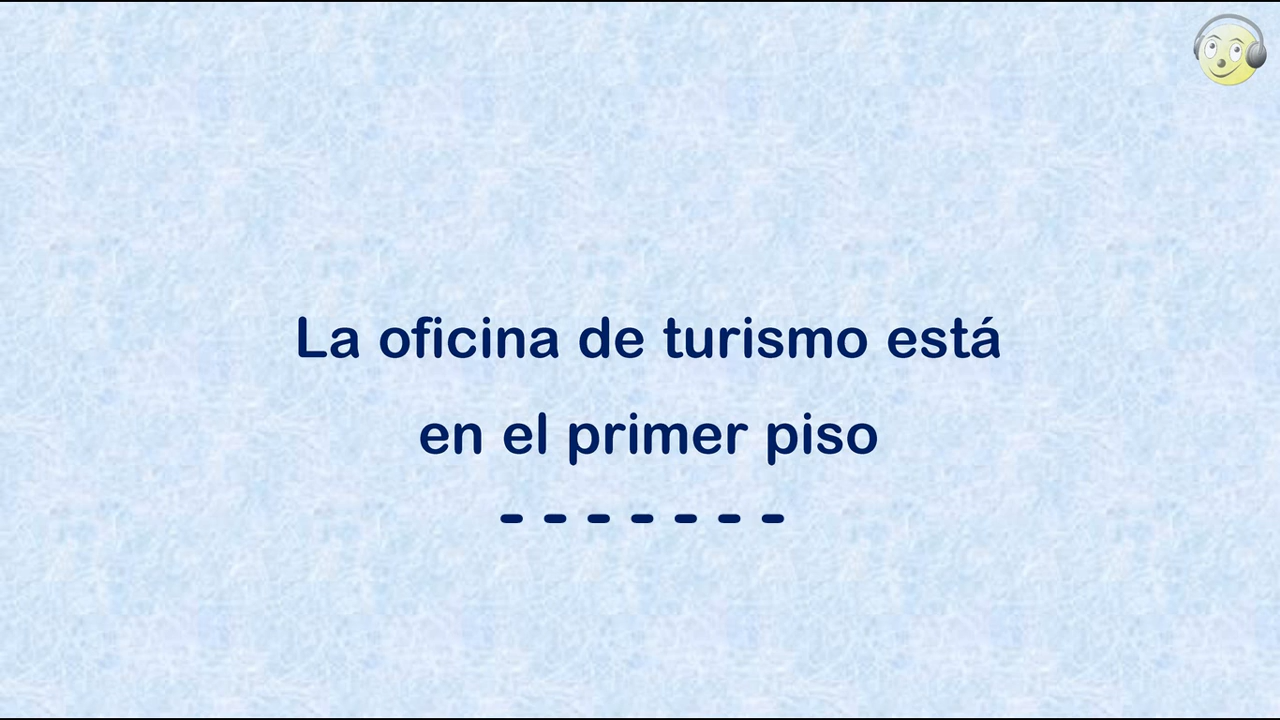 La oficina de turismo está
en el primer piso
- - - - - - -